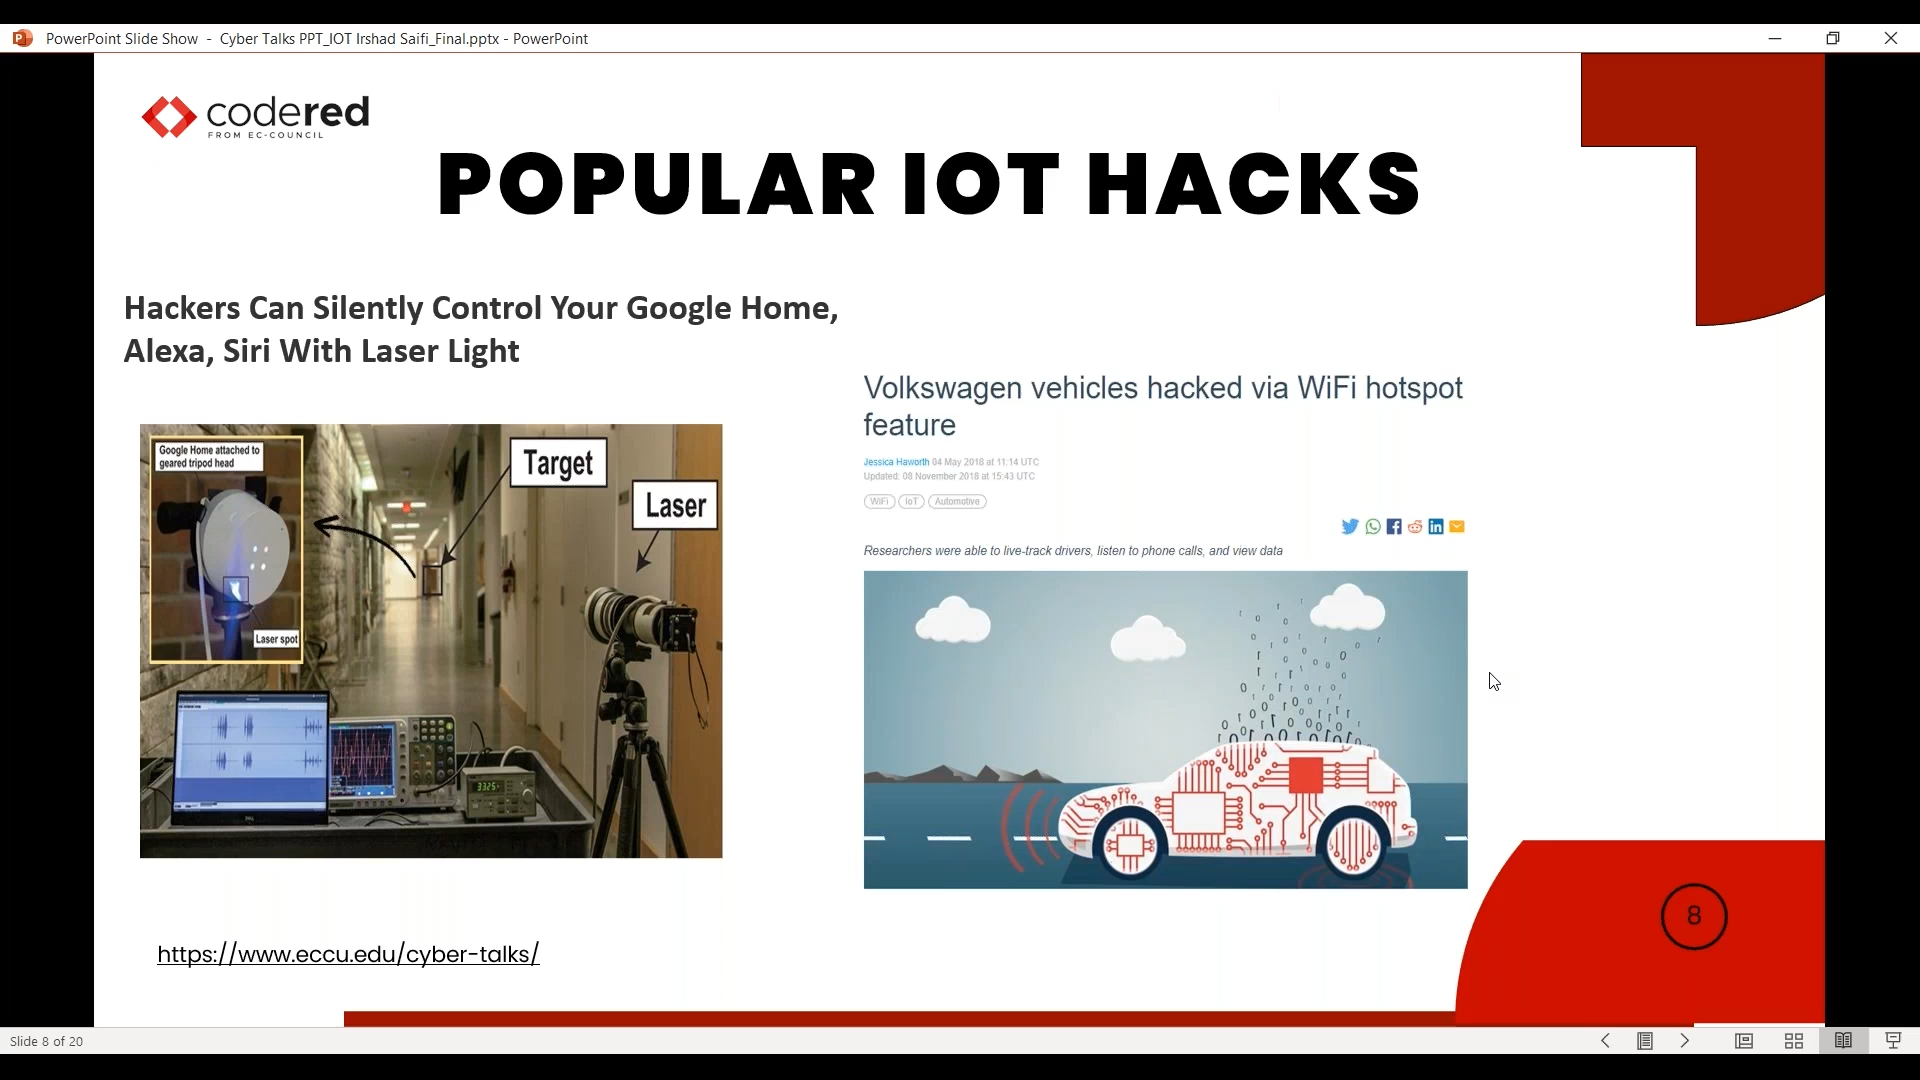 PowerPoint Slide Show - Cyber Talks PPT_IOT Irshad Saifi_Final.pptx - PowerPoint
codered
FROM EC-COUNCIL
POPULAR IOT HACKS
Hackers Can Silently Control Your Google Home,
Alexa, Siri With Laser Light
Google Home attached to
geared tripod head
Target
Laser
Laser spot
33.25
Volkswagen vehicles hacked via WiFi hotspot
feature
Jessica Haworth 04 May 2018 at 11:14 UTC
Updated: 08 November 2018 at 15:43 UTC
WiFi IoT Automotive
Researchers were able to live-track drivers, listen to phone calls, and view data
8
https://www.eccu.edu/cyber-talks/
Slide 8 of 20